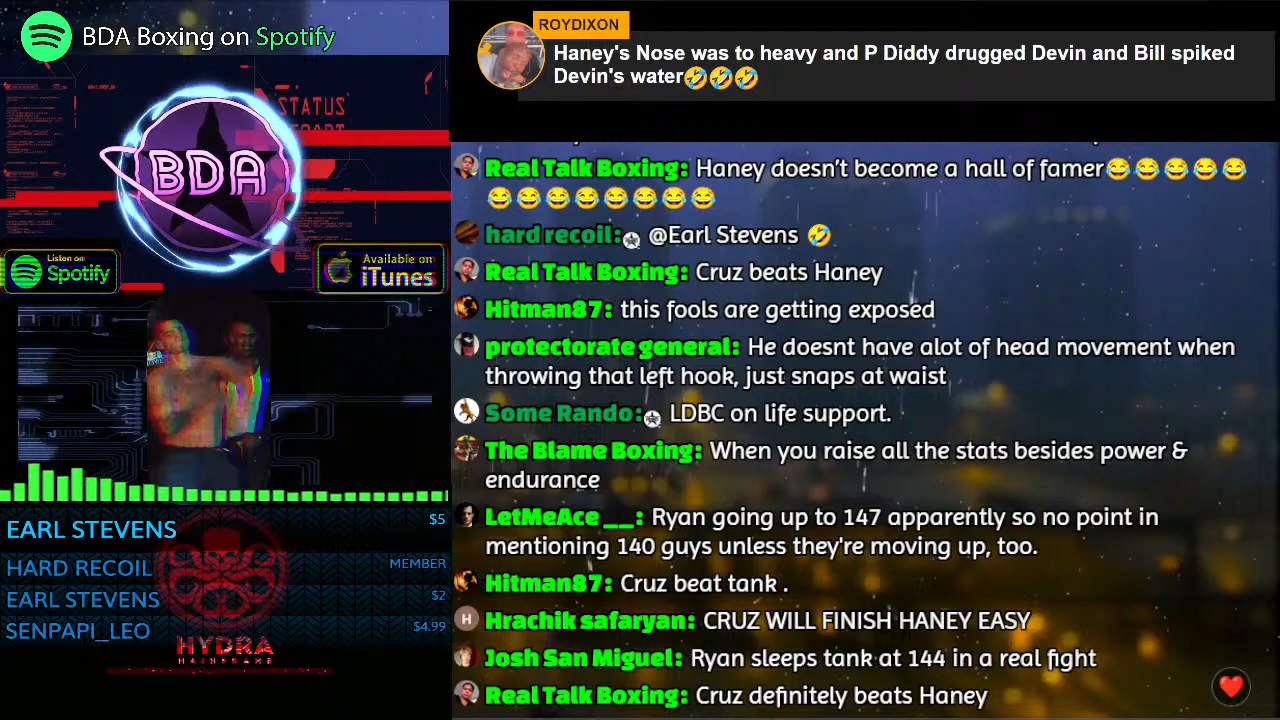 BDA Boxing on Spotify
STATUS
BDA
Listen on
Spotify
Available on
iTunes
EARL STEVENS $5
HARD RECOIL MEMBER
EARL STEVENS $2
SENPAPI_LEO $4.99
HYDRA
MAINFRAME
ROYDIXON
Haney's Nose was to heavy and P Diddy drugged Devin and Bill spiked
Devin's water🤣🤣🤣
Real Talk Boxing: Haney doesn’t become a hall of famer😂😂😂😂😂
😂😂😂😂😂😂😂😂
hard recoil: @Earl Stevens 🤣
Real Talk Boxing: Cruz beats Haney
Hitman87: this fools are getting exposed
protectorate general: He doesnt have alot of head movement when
throwing that left hook, just snaps at waist
Some Rando: LDBC on life support.
The Blame Boxing: When you raise all the stats besides power &
endurance
LetMeAce __: Ryan going up to 147 apparently so no point in
mentioning 140 guys unless they're moving up, too.
Hitman87: Cruz beat tank .
H
Hrachik safaryan: CRUZ WILL FINISH HANEY EASY
Josh San Miguel: Ryan sleeps tank at 144 in a real fight
Real Talk Boxing: Cruz definitely beats Haney